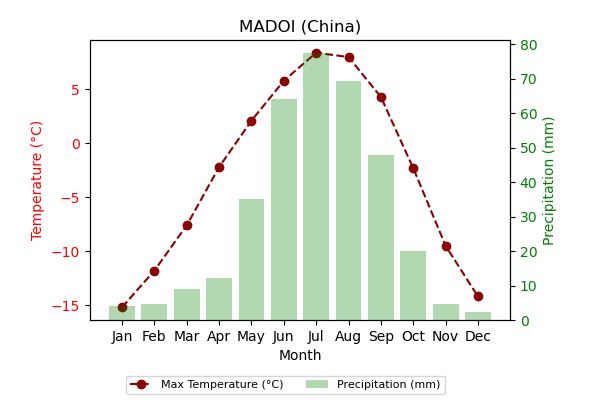 MADOI (China)
Temperature (°C)
5
0
−5
−10
−15
80
70
60
50
40
30
20
10
0
Precipitation (mm)
Jan Feb Mar Apr May Jun Jul Aug Sep Oct Nov Dec
Month
Max Temperature (°C) Precipitation (mm)